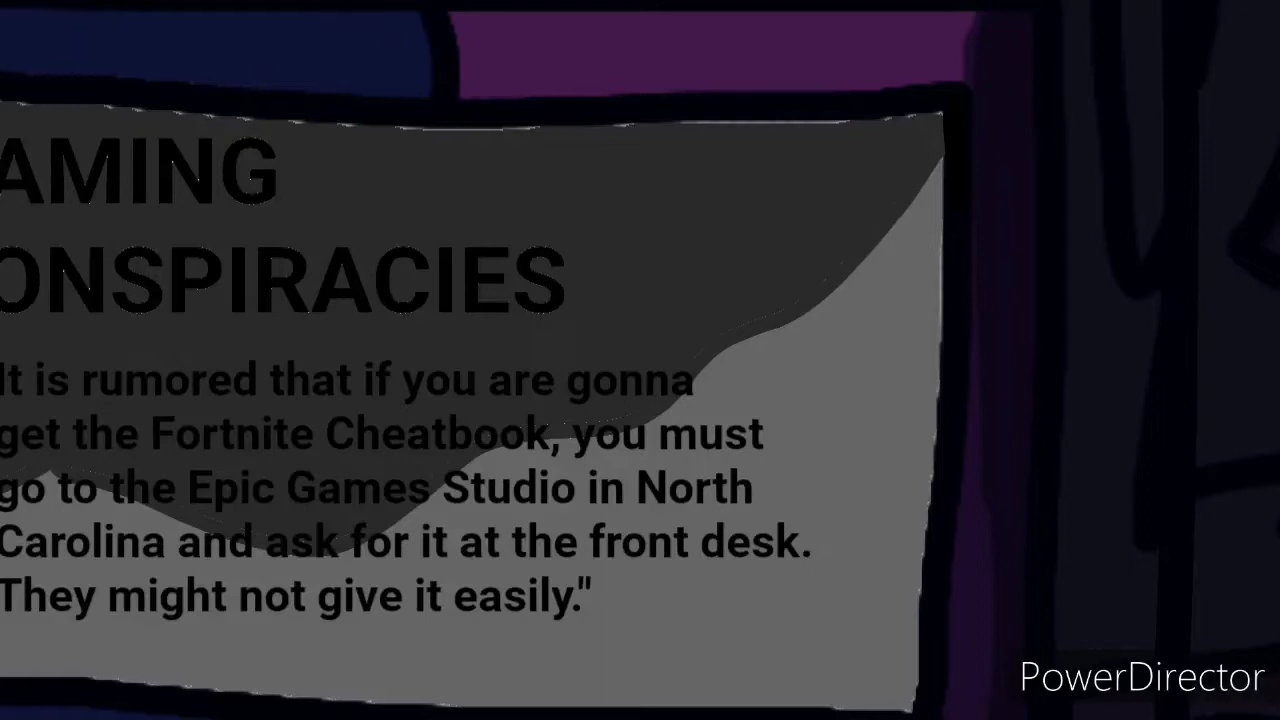 AMING
ONSPIRACIES
It is rumored that if you are gonna
get the Fortnite Cheatbook, you must
go to the Epic Games Studio in North
Carolina and ask for it at the front desk.
They might not give it easily."
PowerDirector